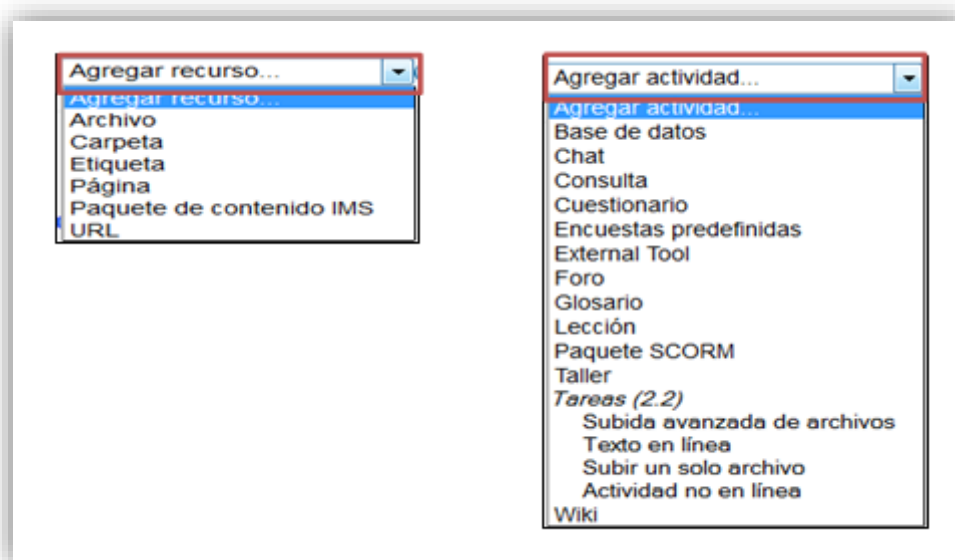 Agregar recurso...
Agregar recurso...
Archivo
Carpeta
Etiqueta
Página
Paquete de contenido IMS
URL
Agregar actividad...
Agregar actividad...
Base de datos
Chat
Consulta
Cuestionario
Encuestas predefinidas
External Tool
Foro
Glosario
Lección
Paquete SCORM
Taller
Tareas (2.2)
Subida avanzada de archivos
Texto en línea
Subir un solo archivo
Actividad no en línea
Wiki